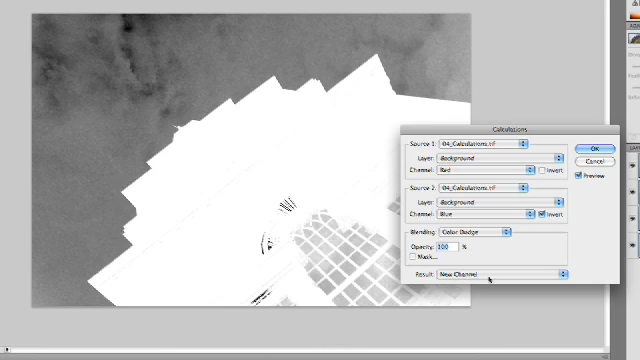 Calculations
Source 1: 04_Calculations.tif
Layer: Background
Channel: Red Invert
OK
Cancel
Preview
Source 2: 04_Calculations.tif
Layer: Background
Channel: Blue Invert
Blending: Color Dodge
Opacity: 100 %
Mask...
Result: New Channel